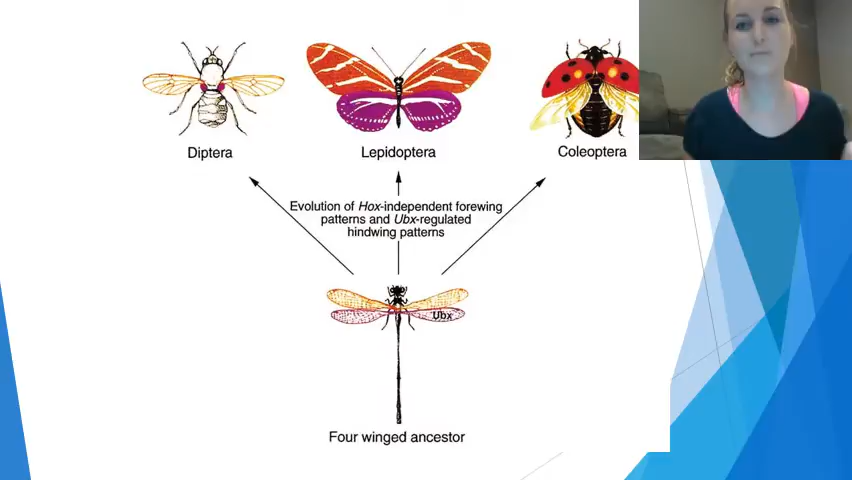 Diptera
Lepidoptera
Coleoptera
Evolution of Hox-independent forewing
patterns and Ubx-regulated
hindwing patterns
Ubx
Four winged ancestor